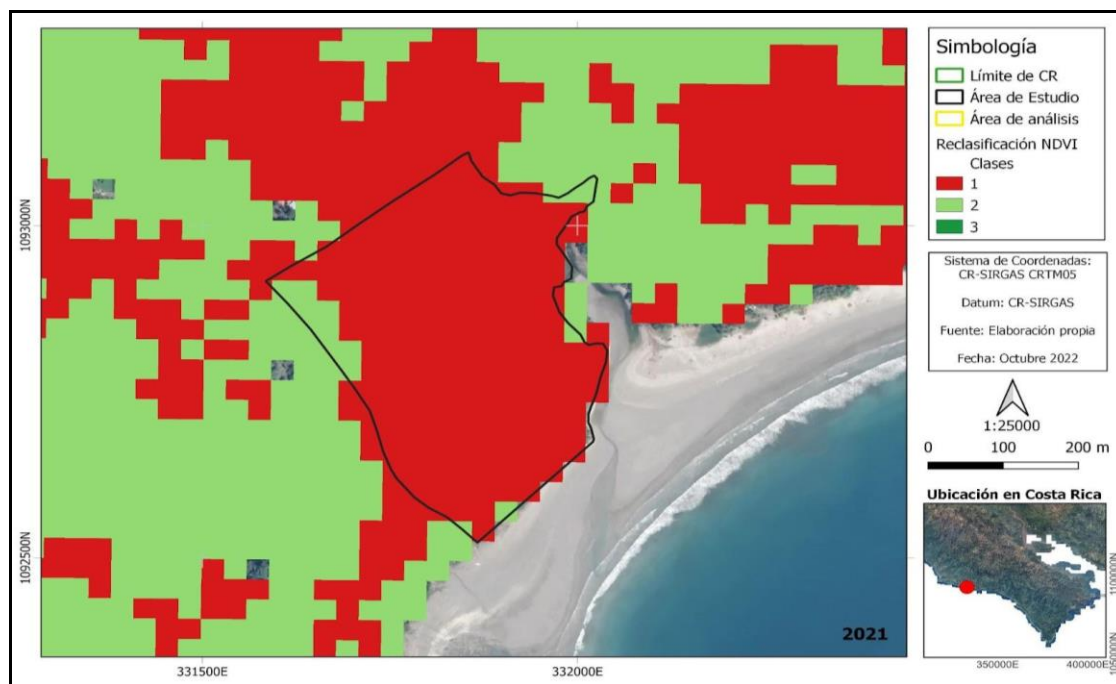 Simbología
Límite de CR
Área de Estudio
Área de análisis
Reclasificación NDVI
Clases
1
2
3
Sistema de Coordenadas:
CR-SIRGAS CRTM05
Datum: CR-SIRGAS
Fuente: Elaboración propia
Fecha: Octubre 2022
1:25000
0 100 200 m
Ubicación en Costa Rica
1100000N
1050000N
350000E 400000E
1093000N
1092500N
331500E 332000E
2021